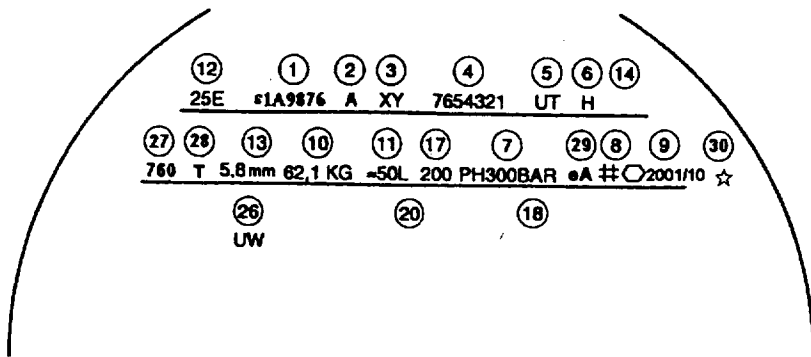 ⑫ ① ② ③ ④ ⑤ ⑥ ⑭
25E ε1A9876 A XY 7654321 UT H
㉗ ㉘ ⑬ ⑩ ⑪ ⑰ ⑦ ㉙ ⑧ ⑨ ㉚
760 T 5.8mm 62,1 KG ≈50L 200 PH300BAR eA # ⬡ 2001/10 ☆
㉖ ⑳ ⑱
UW